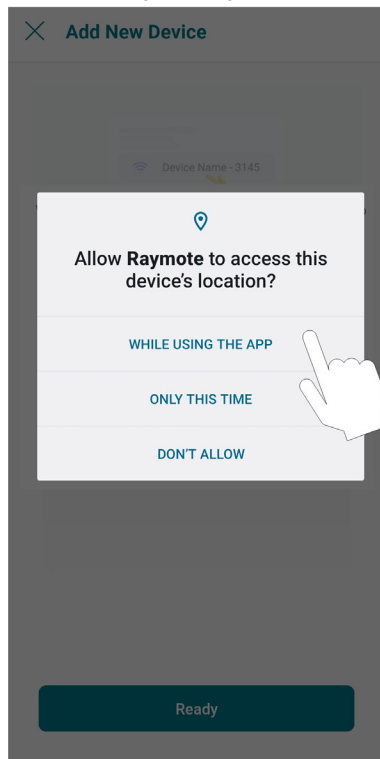 Add New Device
Device Name - 3145
Allow Raymote to access this
device's location?
WHILE USING THE APP
ONLY THIS TIME
DON'T ALLOW
Ready